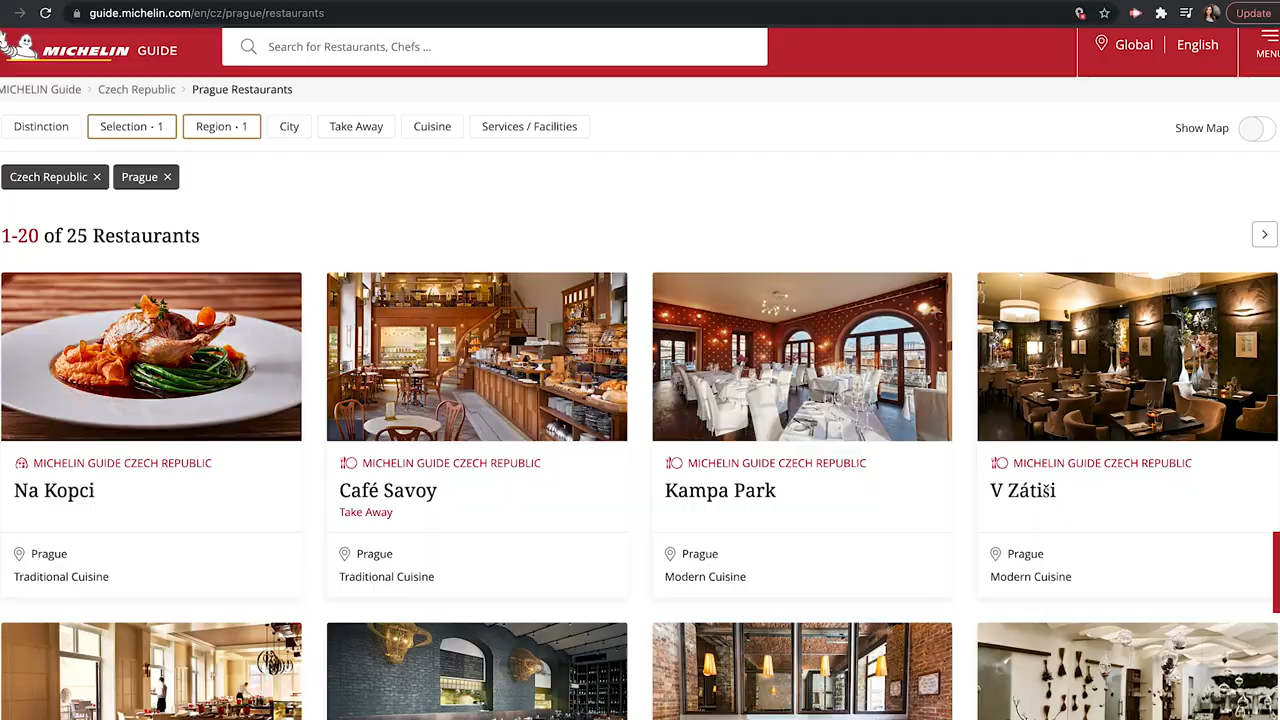 guide.michelin.com/en/cz/prague/restaurants
Update
MICHELIN GUIDE
Search for Restaurants, Chefs ...
Global
English
MENU
MICHELIN Guide > Czech Republic > Prague Restaurants
Distinction
Selection • 1
Region • 1
City
Take Away
Cuisine
Services / Facilities
Show Map
Czech Republic ×
Prague ×
1-20 of 25 Restaurants
MICHELIN GUIDE CZECH REPUBLIC
Na Kopci
Prague
Traditional Cuisine
MICHELIN GUIDE CZECH REPUBLIC
Café Savoy
Take Away
Prague
Traditional Cuisine
MICHELIN GUIDE CZECH REPUBLIC
Kampa Park
Prague
Modern Cuisine
MICHELIN GUIDE CZECH REPUBLIC
V Zátiší
Prague
Modern Cuisine